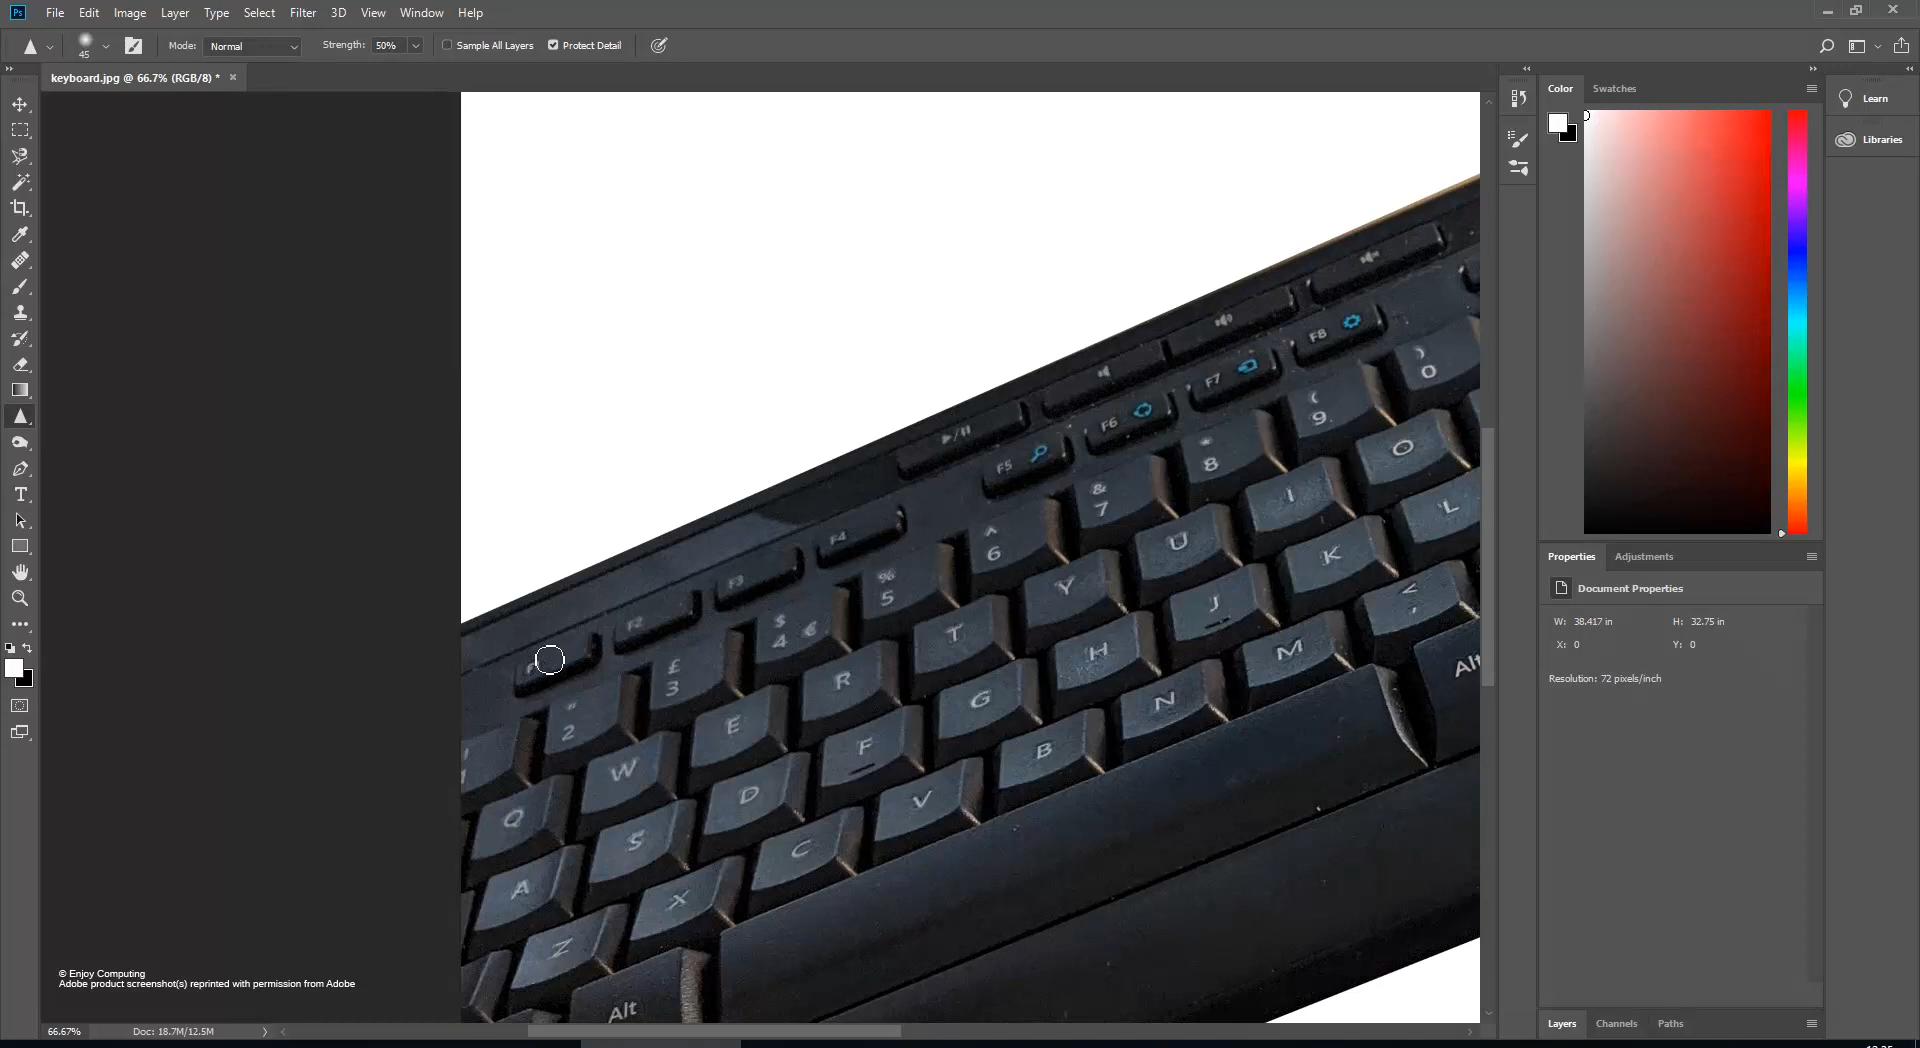 Ps File Edit Image Layer Type Select Filter 3D View Window Help
45 Mode: Normal Strength: 50% Sample All Layers Protect Detail
keyboard.jpg @ 66.7% (RGB/8) *
Color Swatches
Learn
Libraries
Properties Adjustments
Document Properties
W: 38.417 in H: 32.75 in
X: 0 Y: 0
Resolution: 72 pixels/inch
F2 F3 F4 F5 F6 F7 F8
" 2 £ 3 $ 4 € % 5 ^ 6 & 7 * 8 ( 9 ) 0
Q W E R T Y U I O
A S D F G H J K L
Z X C V B N M < ,
Alt Alt
© Enjoy Computing
Adobe product screenshot(s) reprinted with permission from Adobe
66.67% Doc: 18.7M/12.5M
Layers Channels Paths